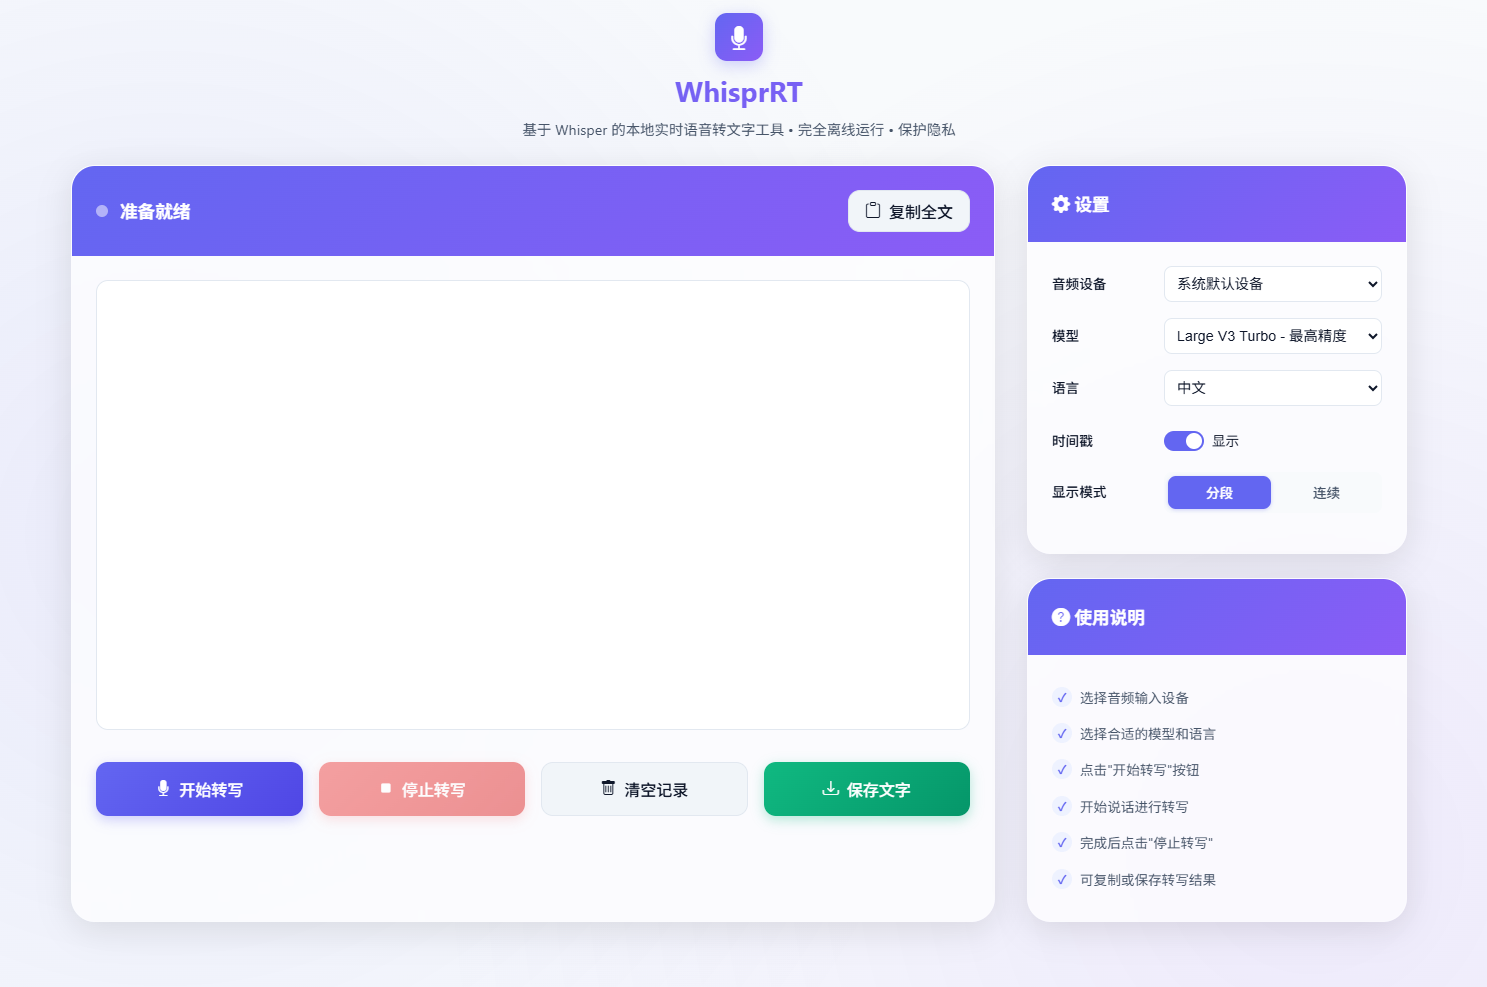 WhisprRT
基于 Whisper 的本地实时语音转文字工具 • 完全离线运行 • 保护隐私
准备就绪
复制全文
开始转写
停止转写
清空记录
保存文字
设置
音频设备 系统默认设备
模型 Large V3 Turbo - 最高精度
语言 中文
时间戳 显示
显示模式 分段 连续
使用说明
✓ 选择音频输入设备
✓ 选择合适的模型和语言
✓ 点击"开始转写"按钮
✓ 开始说话进行转写
✓ 完成后点击"停止转写"
✓ 可复制或保存转写结果